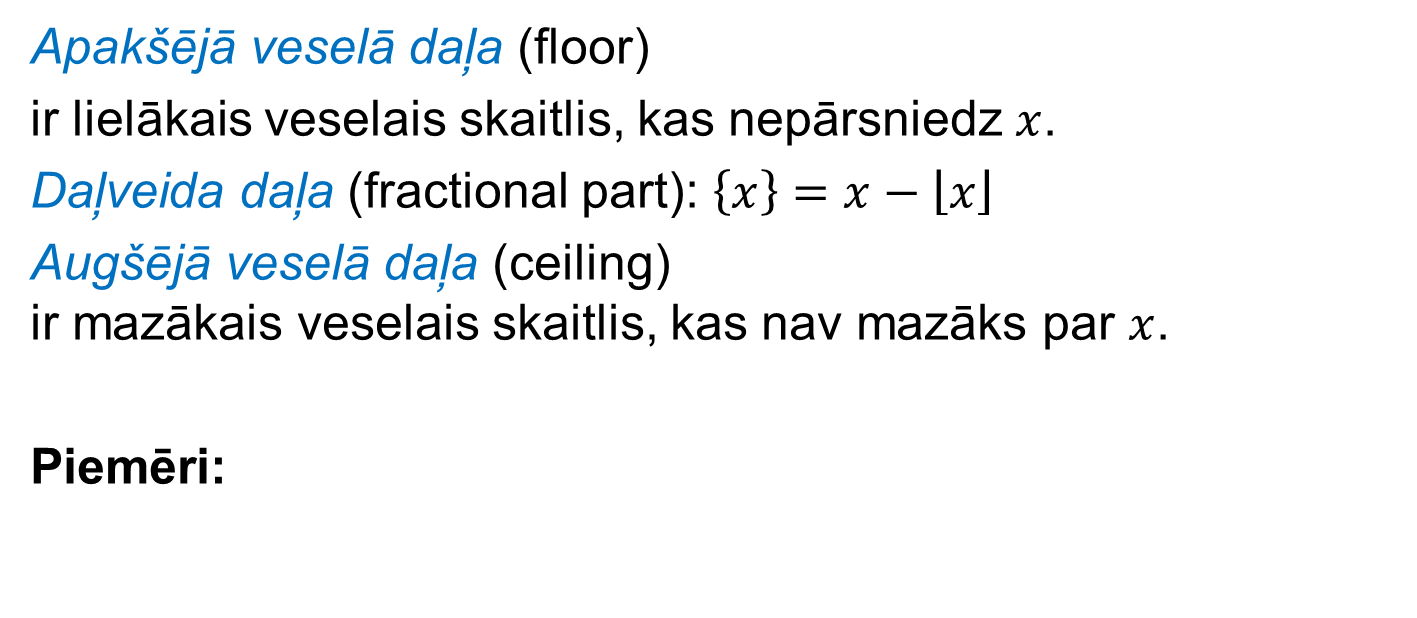 Apakšējā veselā daļa (floor)
ir lielākais veselais skaitlis, kas nepārsniedz 𝑥.
Daļveida daļa (fractional part): {𝑥} = 𝑥 − ⌊𝑥⌋
Augšējā veselā daļa (ceiling)
ir mazākais veselais skaitlis, kas nav mazāks par 𝑥.
Piemēri: